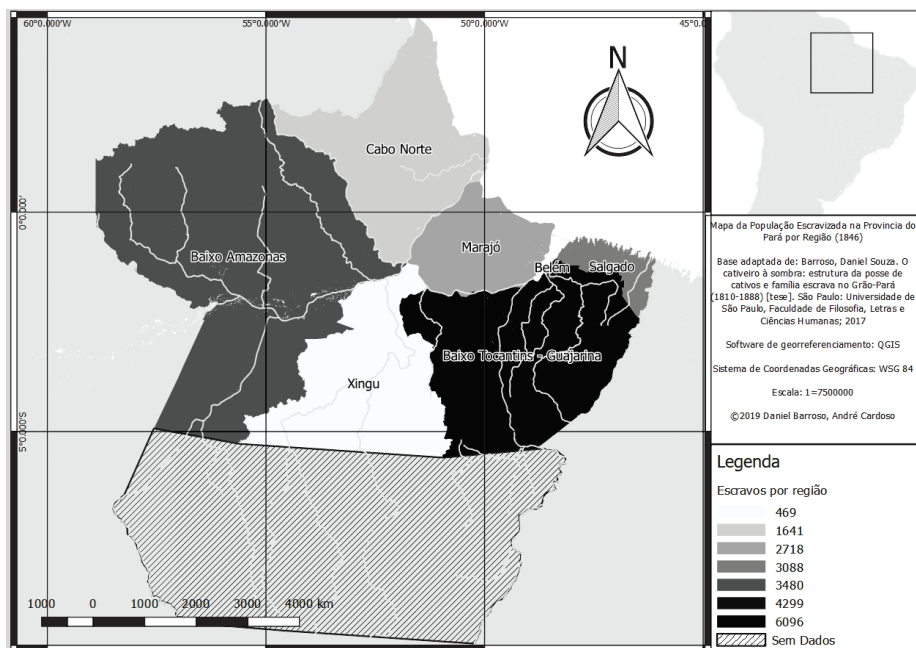 60°0.000'W
55°0.000'W
50°0.000'W
45°0.000'W
N
Cabo Norte
0°0.000'
Marajó
Baixo Amazonas
Belém
Salgado
Baixo Tocantins - Guajarina
Xingu
5°0.000'S
1000 0 1000 2000 3000 4000 km
Mapa da População Escravizada na Provincia do
Pará por Região (1846)
Base adaptada de: Barroso, Daniel Souza. O
cativeiro à sombra: estrutura da posse de
cativos e família escrava no Grão-Pará
(1810-1888) [tese]. São Paulo: Universidade de
São Paulo, Faculdade de Filosofia, Letras e
Ciências Humanas; 2017
Software de georreferenciamento: QGIS
Sistema de Coordenadas Geográficas: WSG 84
Escala: 1=7500000
©2019 Daniel Barroso, André Cardoso
Legenda
Escravos por região
469
1641
2718
3088
3480
4299
6096
Sem Dados